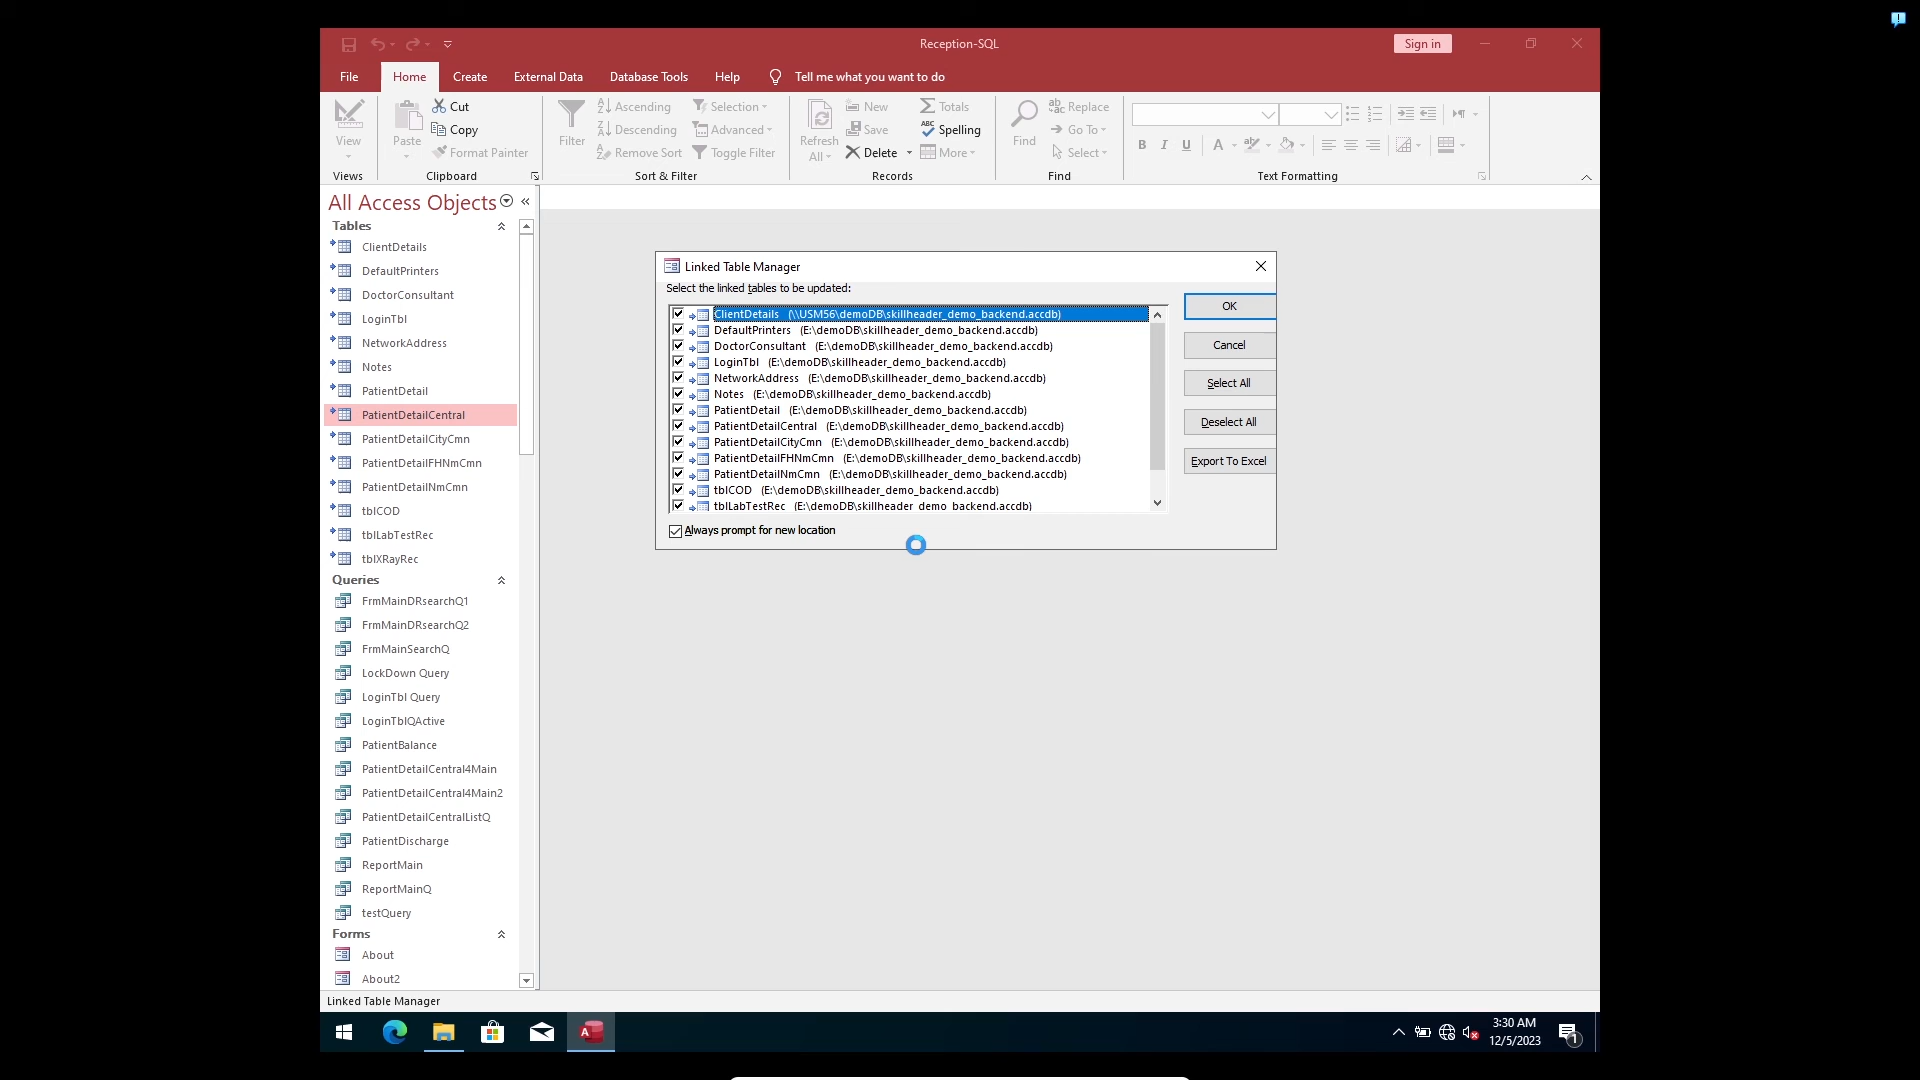 Reception-SQL
Sign in
File Home Create External Data Database Tools Help Tell me what you want to do
View
Views
Paste
Cut
Copy
Format Painter
Clipboard
Filter
Ascending
Descending
Remove Sort
Selection
Advanced
Toggle Filter
Sort & Filter
Refresh
All
New
Save
Delete
Totals
Spelling
More
Records
Find
Replace
Go To
Select
Find
B I U A
Text Formatting
All Access Objects
Tables
ClientDetails
DefaultPrinters
DoctorConsultant
LoginTbl
NetworkAddress
Notes
PatientDetail
PatientDetailCentral
PatientDetailCityCmn
PatientDetailFHNmCmn
PatientDetailNmCmn
tblCOD
tblLabTestRec
tblXRayRec
Queries
FrmMainDRsearchQ1
FrmMainDRsearchQ2
FrmMainSearchQ
LockDown Query
LoginTbl Query
LoginTblQActive
PatientBalance
PatientDetailCentral4Main
PatientDetailCentral4Main2
PatientDetailCentralListQ
PatientDischarge
ReportMain
ReportMainQ
testQuery
Forms
About
About2
Linked Table Manager
Select the linked tables to be updated:
ClientDetails (\\USM56\demoDB\skillheader_demo_backend.accdb)
DefaultPrinters (E:\demoDB\skillheader_demo_backend.accdb)
DoctorConsultant (E:\demoDB\skillheader_demo_backend.accdb)
LoginTbl (E:\demoDB\skillheader_demo_backend.accdb)
NetworkAddress (E:\demoDB\skillheader_demo_backend.accdb)
Notes (E:\demoDB\skillheader_demo_backend.accdb)
PatientDetail (E:\demoDB\skillheader_demo_backend.accdb)
PatientDetailCentral (E:\demoDB\skillheader_demo_backend.accdb)
PatientDetailCityCmn (E:\demoDB\skillheader_demo_backend.accdb)
PatientDetailFHNmCmn (E:\demoDB\skillheader_demo_backend.accdb)
PatientDetailNmCmn (E:\demoDB\skillheader_demo_backend.accdb)
tblCOD (E:\demoDB\skillheader_demo_backend.accdb)
tblLabTestRec (E:\demoDB\skillheader_demo_backend.accdb)
Always prompt for new location
OK
Cancel
Select All
Deselect All
Export To Excel
Linked Table Manager
3:30 AM
12/5/2023
1